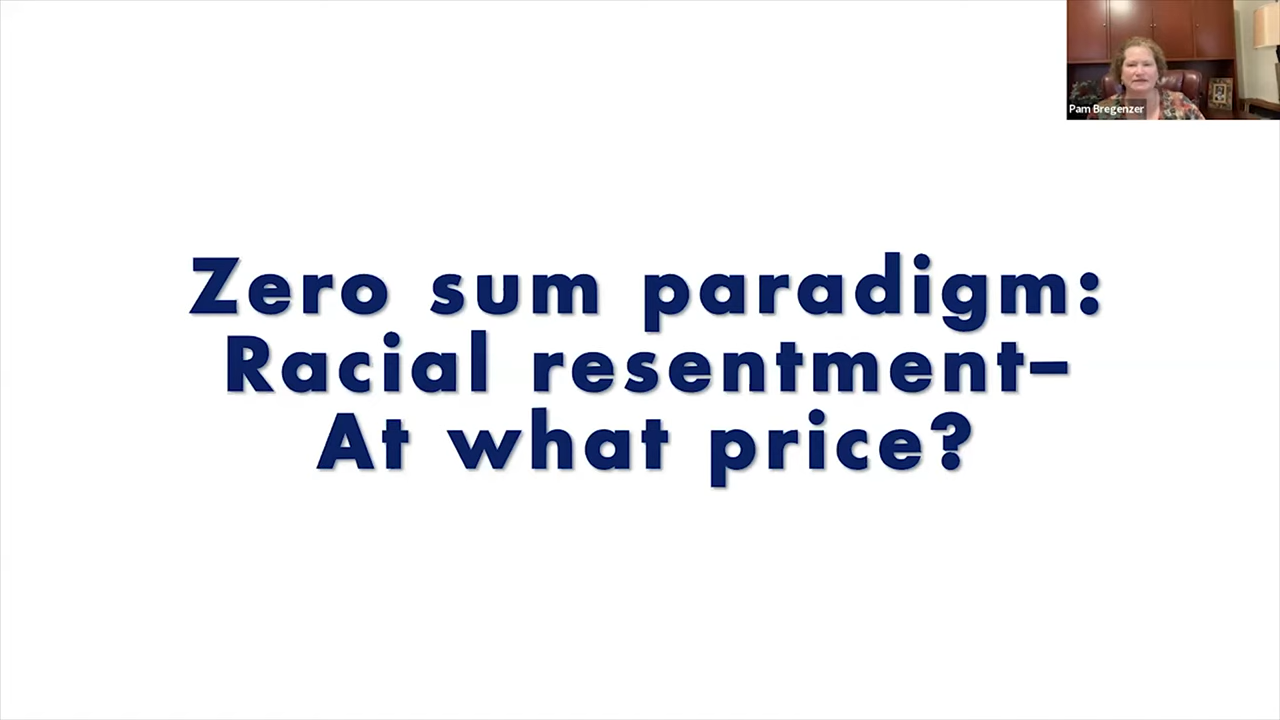 Pam Bregenzer
Zero sum paradigm:
Racial resentment–
At what price?